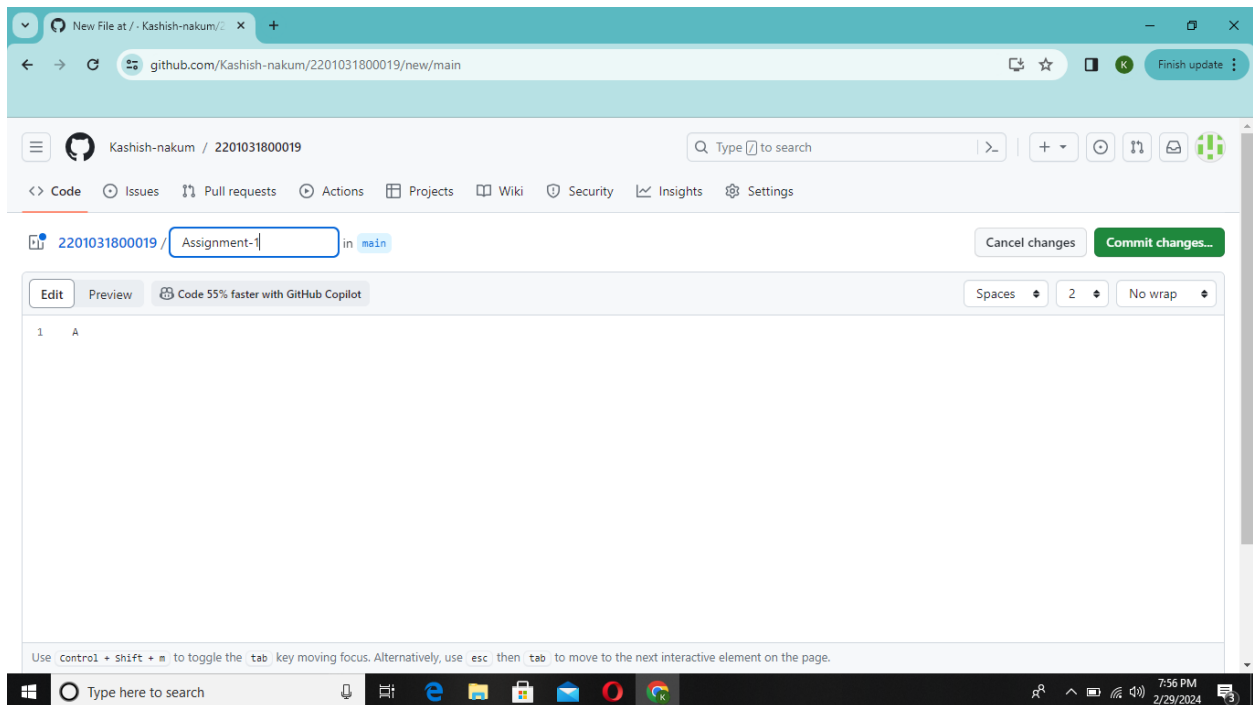 New File at / · Kashish-nakum/2
github.com/Kashish-nakum/2201031800019/new/main
K
Finish update
Kashish-nakum / 2201031800019
Type / to search
<> Code Issues Pull requests Actions Projects Wiki Security Insights Settings
2201031800019 / Assignment-1 in main
Cancel changes
Commit changes...
Edit Preview Code 55% faster with GitHub Copilot
Spaces 2 No wrap
1 A
Use Control + Shift + m to toggle the tab key moving focus. Alternatively, use esc then tab to move to the next interactive element on the page.
Type here to search
K
7:56 PM
2/29/2024
3